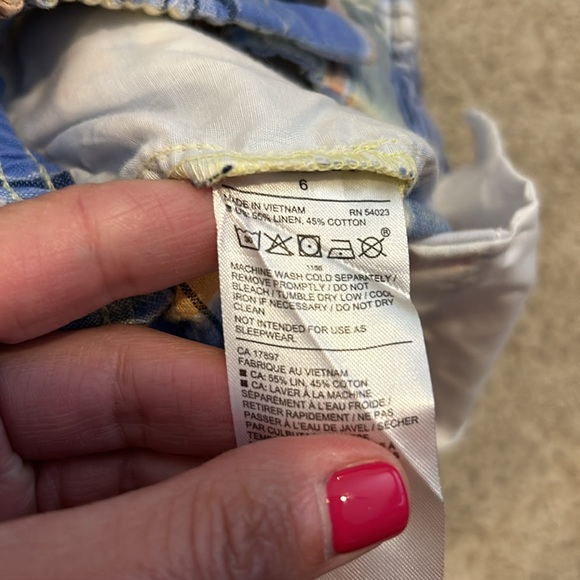 6
MADE IN VIETNAM RN 54023
55% LINEN, 45% COTTON
®
1186
MACHINE WASH COLD SEPARATELY /
REMOVE PROMPTLY / DO NOT
BLEACH / TUMBLE DRY LOW / COOL
IRON IF NECESSARY / DO NOT DRY
CLEAN
NOT INTENDED FOR USE AS
SLEEPWEAR.
CA 17897
FABRIQUE AU VIETNAM
■ CA: 55% LIN, 45% COTON
■ CA: LAVER À LA MACHINE
SÉPARÉMENT À L'EAU FROIDE /
RETIRER RAPIDEMENT / NE PAS
PASSER À L'EAU DE JAVEL / SÉCHER
PAR